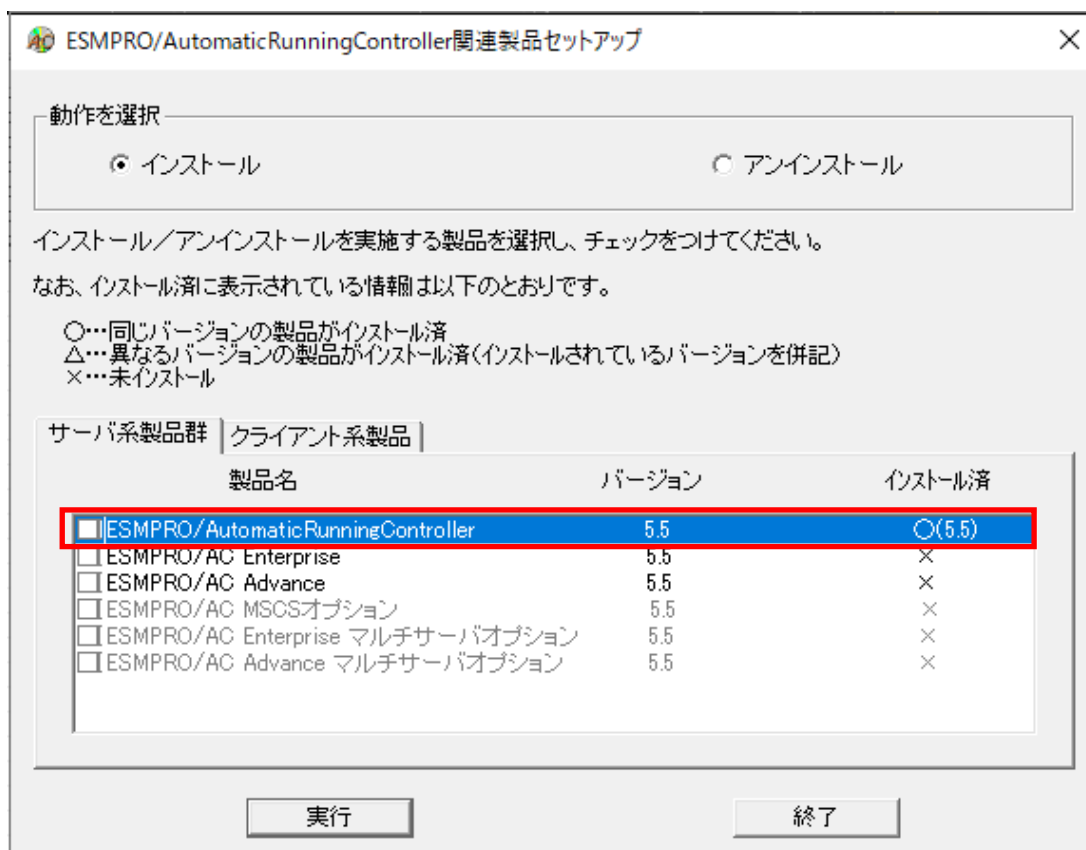 ESMPRO/AutomaticRunningController関連製品セットアップ
動作を選択
インストール アンインストール
インストール／アンインストールを実施する製品を選択し、チェックをつけてください。
なお、インストール済に表示されている情報は以下のとおりです。
○…同じバージョンの製品がインストール済
△…異なるバージョンの製品がインストール済(インストールされているバージョンを併記)
×…未インストール
サーバ系製品群 クライアント系製品
製品名 バージョン インストール済
ESMPRO/AutomaticRunningController 5.5 ○(5.5)
ESMPRO/AC Enterprise 5.5 ×
ESMPRO/AC Advance 5.5 ×
ESMPRO/AC MSCSオプション 5.5 ×
ESMPRO/AC Enterprise マルチサーバオプション 5.5 ×
ESMPRO/AC Advance マルチサーバオプション 5.5 ×
実行 終了